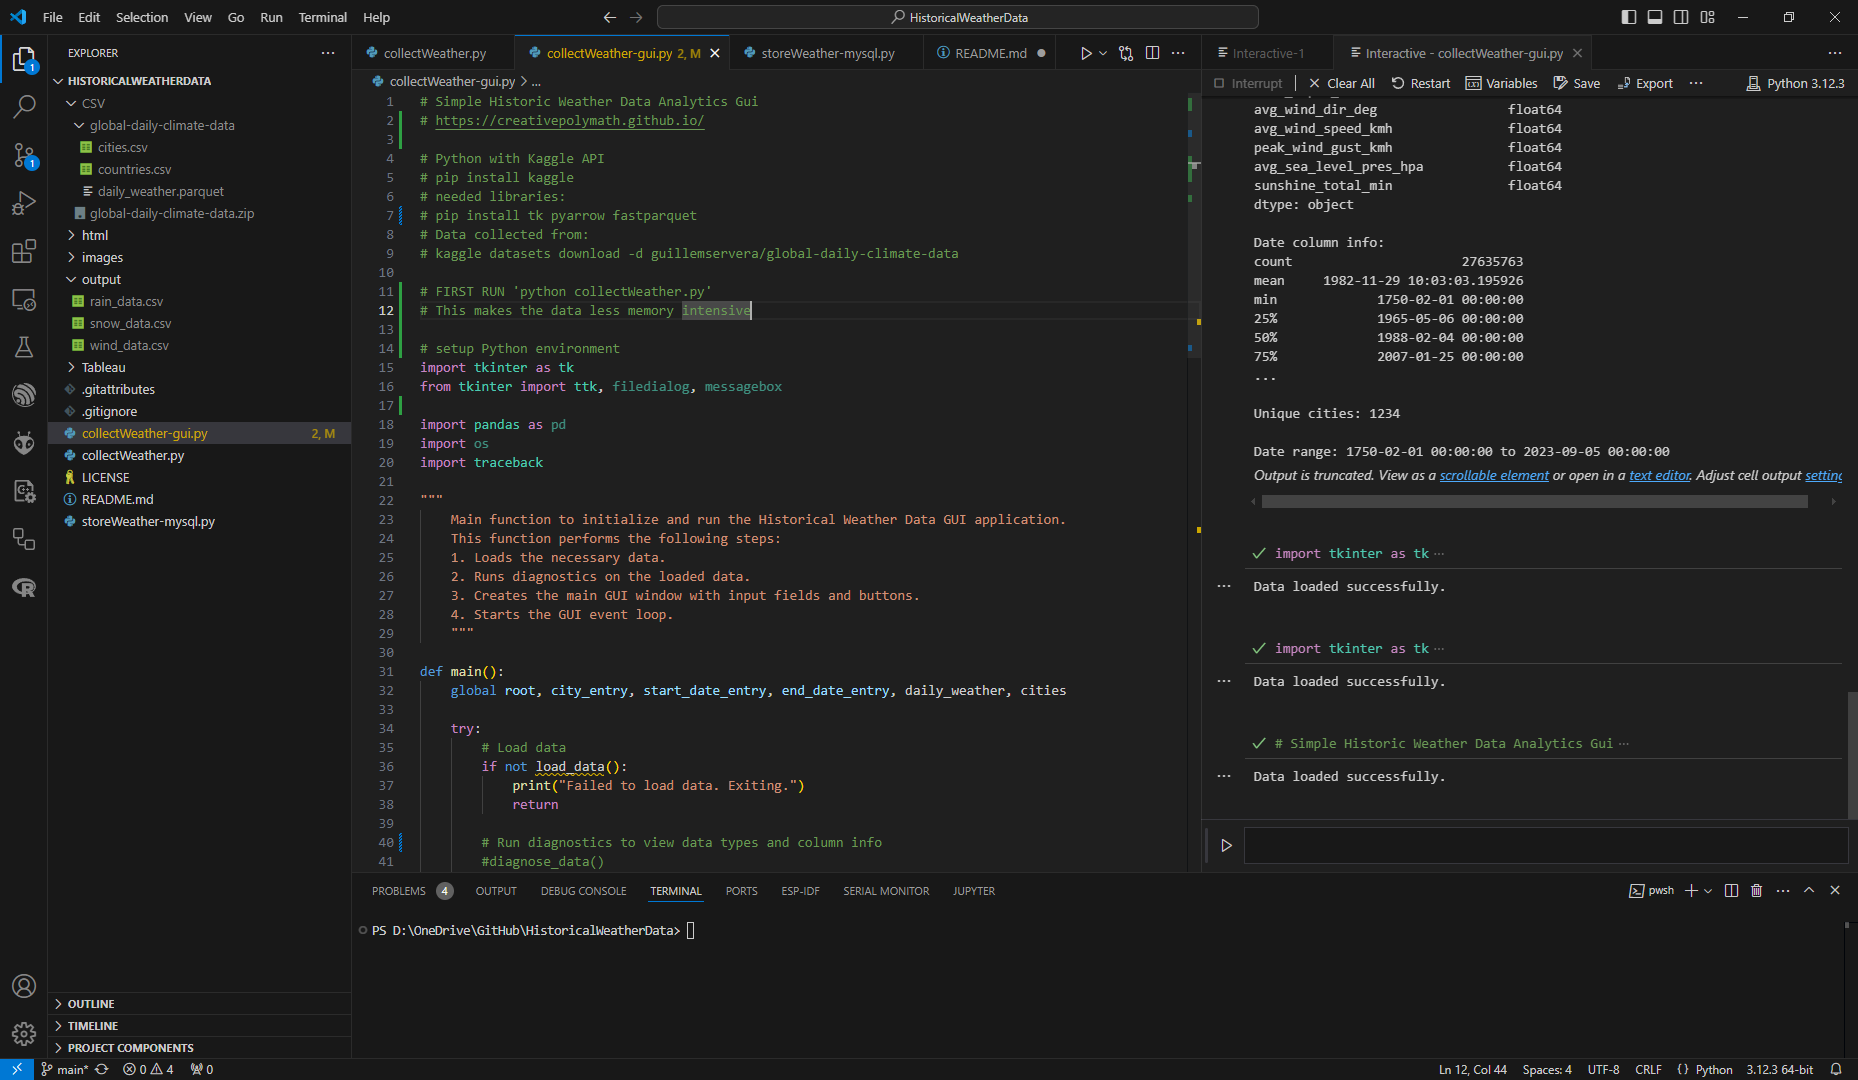 File Edit Selection View Go Run Terminal Help
HistoricalWeatherData
EXPLORER
HISTORICALWEATHERDATA
CSV
global-daily-climate-data
cities.csv
countries.csv
daily_weather.parquet
global-daily-climate-data.zip
html
images
output
rain_data.csv
snow_data.csv
wind_data.csv
Tableau
.gitattributes
.gitignore
collectWeather-gui.py 2, M
collectWeather.py
LICENSE
README.md
storeWeather-mysql.py
OUTLINE
TIMELINE
PROJECT COMPONENTS
collectWeather.py collectWeather-gui.py 2, M storeWeather-mysql.py README.md
collectWeather-gui.py > ...
1 # Simple Historic Weather Data Analytics Gui
2 # https://creativepolymath.github.io/
3
4 # Python with Kaggle API
5 # pip install kaggle
6 # needed libraries:
7 # pip install tk pyarrow fastparquet
8 # Data collected from:
9 # kaggle datasets download -d guillemservera/global-daily-climate-data
10
11 # FIRST RUN 'python collectWeather.py'
12 # This makes the data less memory intensive
13
14 # setup Python environment
15 import tkinter as tk
16 from tkinter import ttk, filedialog, messagebox
17
18 import pandas as pd
19 import os
20 import traceback
21
22 """
23 Main function to initialize and run the Historical Weather Data GUI application.
24 This function performs the following steps:
25 1. Loads the necessary data.
26 2. Runs diagnostics on the loaded data.
27 3. Creates the main GUI window with input fields and buttons.
28 4. Starts the GUI event loop.
29 """
30
31 def main():
32 global root, city_entry, start_date_entry, end_date_entry, daily_weather, cities
33
34 try:
35 # Load data
36 if not load_data():
37 print("Failed to load data. Exiting.")
38 return
39
40 # Run diagnostics to view data types and column info
41 #diagnose_data()
Interactive-1 Interactive - collectWeather-gui.py
Interrupt Clear All Restart Variables Save Export Python 3.12.3
avg_wind_dir_deg float64
avg_wind_speed_kmh float64
peak_wind_gust_kmh float64
avg_sea_level_pres_hpa float64
sunshine_total_min float64
dtype: object
Date column info:
count 27635763
mean 1982-11-29 10:03:03.195926
min 1750-02-01 00:00:00
25% 1965-05-06 00:00:00
50% 1988-02-04 00:00:00
75% 2007-01-25 00:00:00
...
Unique cities: 1234
Date range: 1750-02-01 00:00:00 to 2023-09-05 00:00:00
Output is truncated. View as a scrollable element or open in a text editor. Adjust cell output setting
import tkinter as tk ...
Data loaded successfully.
import tkinter as tk ...
Data loaded successfully.
# Simple Historic Weather Data Analytics Gui ...
Data loaded successfully.
PROBLEMS 4 OUTPUT DEBUG CONSOLE TERMINAL PORTS ESP-IDF SERIAL MONITOR JUPYTER
pwsh
PS D:\OneDrive\GitHub\HistoricalWeatherData>
main* 0 4 0
Ln 12, Col 44 Spaces: 4 UTF-8 CRLF {} Python 3.12.3 64-bit